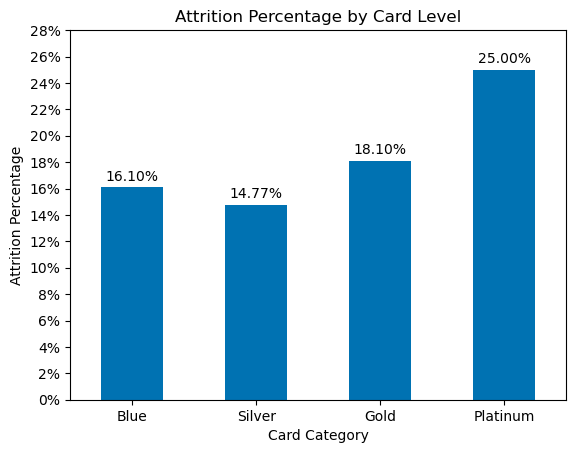 Attrition Percentage by Card Level
28%
26%
24%
22%
20%
18%
16%
14%
12%
10%
8%
6%
4%
2%
0%
Attrition Percentage
16.10%
14.77%
18.10%
25.00%
Blue
Silver
Gold
Platinum
Card Category